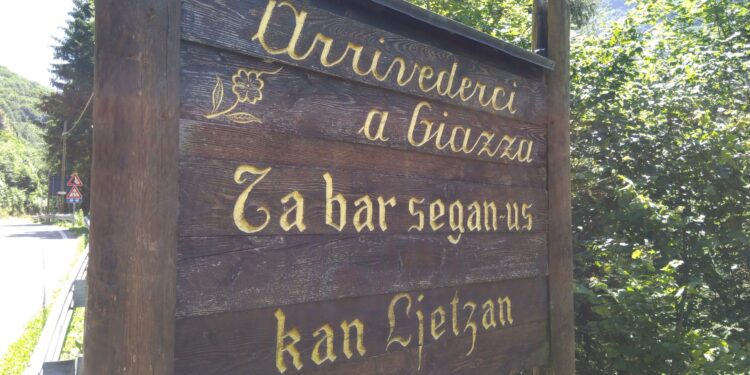 Arrivederci
a Giazza
Ta bar segan-us
kan Ljetzan